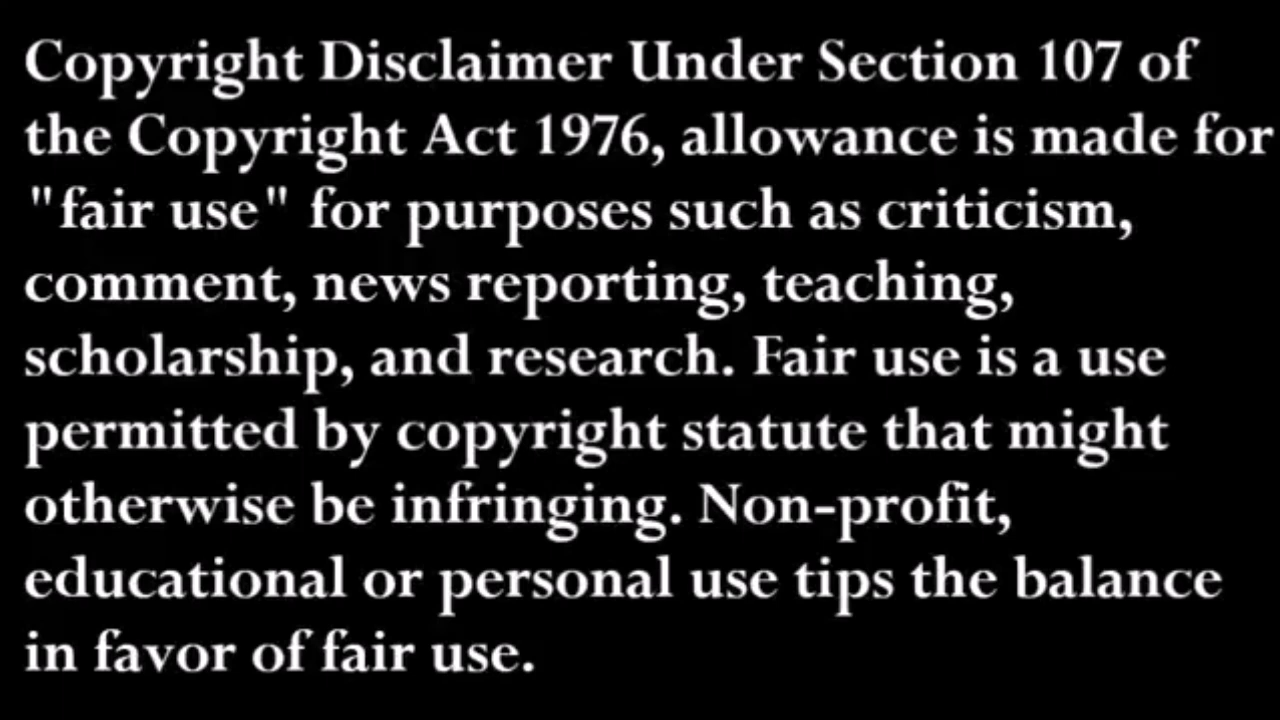 Copyright Disclaimer Under Section 107 of
the Copyright Act 1976, allowance is made for
"fair use" for purposes such as criticism,
comment, news reporting, teaching,
scholarship, and research. Fair use is a use
permitted by copyright statute that might
otherwise be infringing. Non-profit,
educational or personal use tips the balance
in favor of fair use.